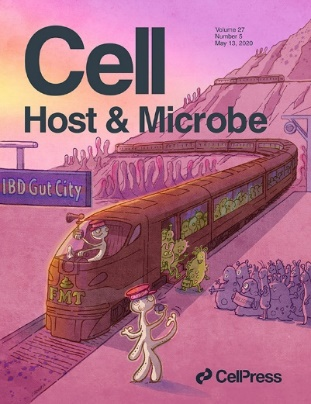 Cell
Volume 27
Number 5
May 13, 2020
Host & Microbe
IBD Gut City
FMT
CellPress